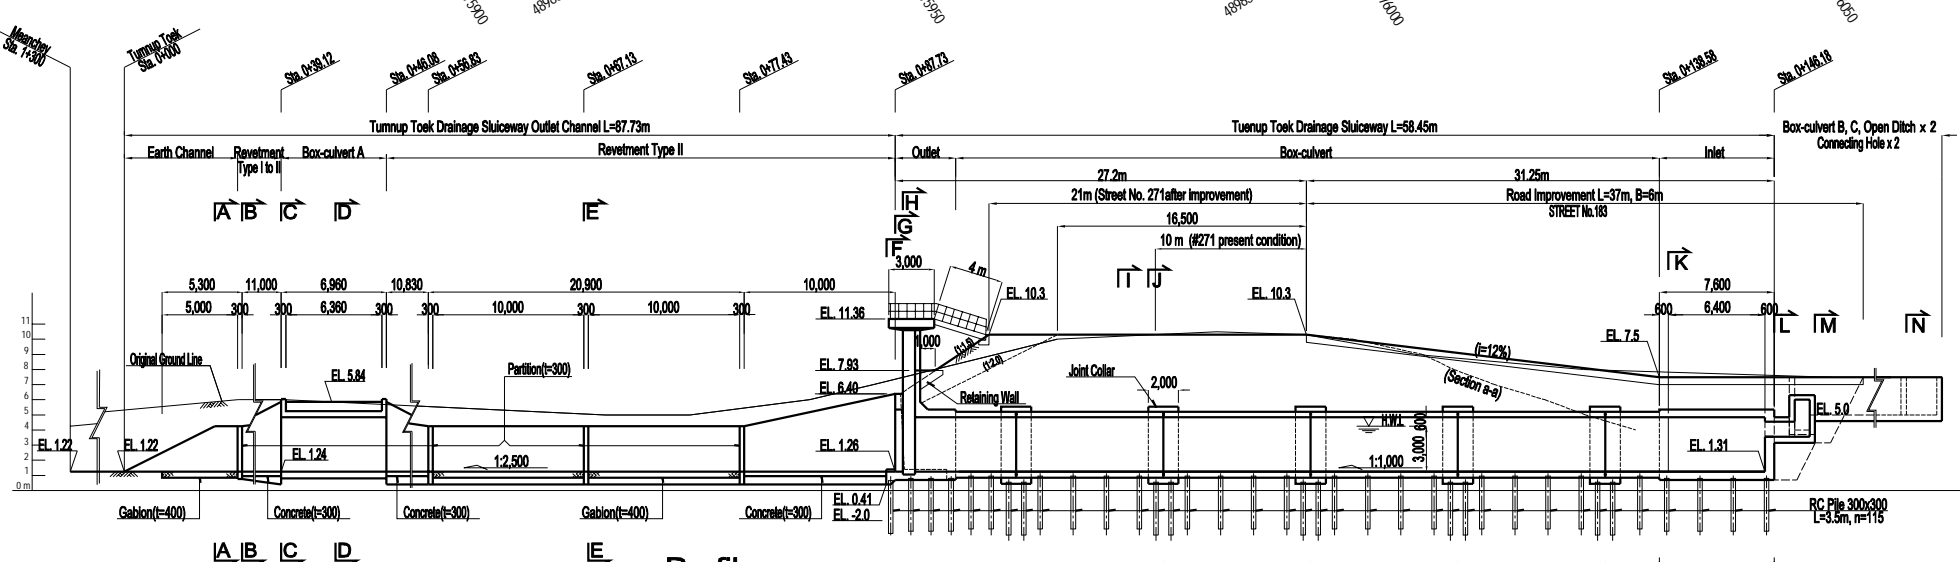 Meanchey
Sta. 1+300
Tumnup Toek
Sta. 0+000
Sta. 0+39.12
Sta. 0+46.08
Sta. 0+56.83
Sta. 0+67.13
Sta. 0+77.43
Sta. 0+87.73
Sta. 0+138.58
Sta. 0+146.18
Tumnup Toek Drainage Sluiceway Outlet Channel L=87.73m
Tuenup Toek Drainage Sluiceway L=58.45m
Box-culvert B, C, Open Ditch x 2
Connecting Hole x 2
Earth Channel
Revetment
Type I to II
Box-culvert A
Revetment Type II
Outlet
Box-culvert
Inlet
27.2m
31.25m
21m (Street No. 271after improvement)
Road Improvement L=37m, B=6m
STREET No.183
16,500
10 m (#271 present condition)
A B C D E F G H I J K L M N
3,000
4 m
5,300 11,000 6,960 10,830 20,900 10,000
5,000 300 300 6,360 300 300 10,000 300 10,000 300
7,600
600 6,400 600
EL. 11.36
EL. 10.3
EL. 10.3
EL. 7.93
EL. 6.40
EL. 7.5
1,000
(1:1.5)
(1:2.0)
(i=12%)
(Section a-a)
11
10
9
8
7
6
5
4
3
2
1
0 m
Original Ground Line
EL. 5.84
Partition(t=300)
Retaining Wall
Joint Collar
2,000
H.W.L
600
3,000
EL. 5.0
EL. 1.22
EL. 1.22
EL. 1.24
1:2,500
EL. 1.26
1:1,000
EL. 1.31
EL. 0.41
EL. -2.0
Gabion(t=400)
Concrete(t=300)
Concrete(t=300)
Gabion(t=400)
Concrete(t=300)
RC Pile 300x300
L=3.5m, n=115
A B C D E